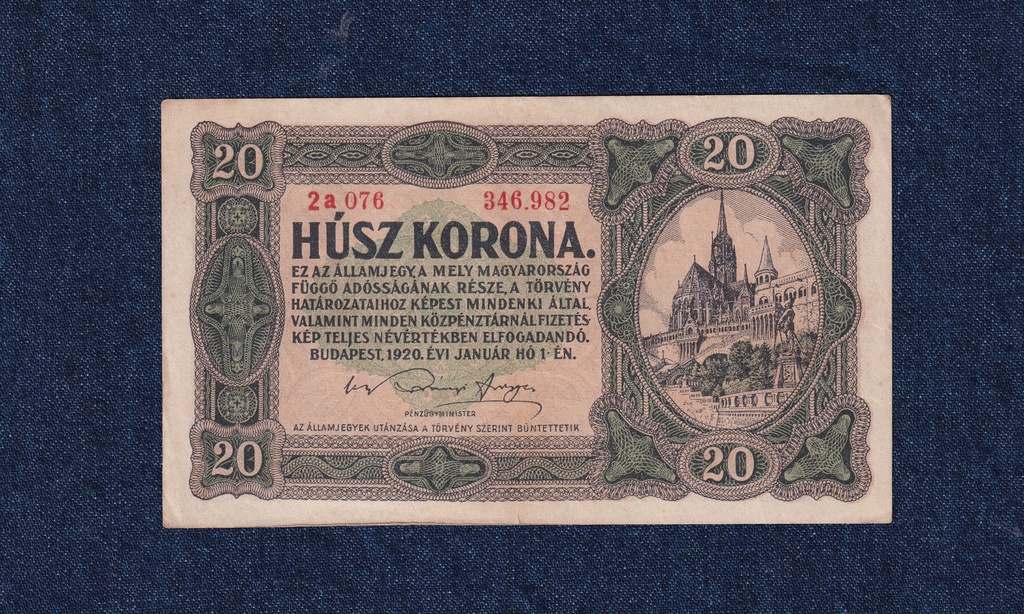 20
20
2a 076 346.982
HÚSZ KORONA.
EZ AZ ÁLLAMJEGY, A MELY MAGYARORSZÁG
FÜGGŐ ADÓSSÁGÁNAK RÉSZE, A TÖRVÉNY
HATÁROZATAIHOZ KÉPEST MINDENKI ÁLTAL,
VALAMINT MINDEN KÖZPÉNZTÁRNÁL FIZETÉS-
KÉP TELJES NÉVÉRTÉKBEN ELFOGADANDÓ.
BUDAPEST, 1920. ÉVI JANUÁR HÓ 1-ÉN.
PÉNZÜGYMINISTER
AZ ÁLLAMJEGYEK UTÁNZÁSA A TÖRVÉNY SZERINT BÜNTETTETIK
20
20